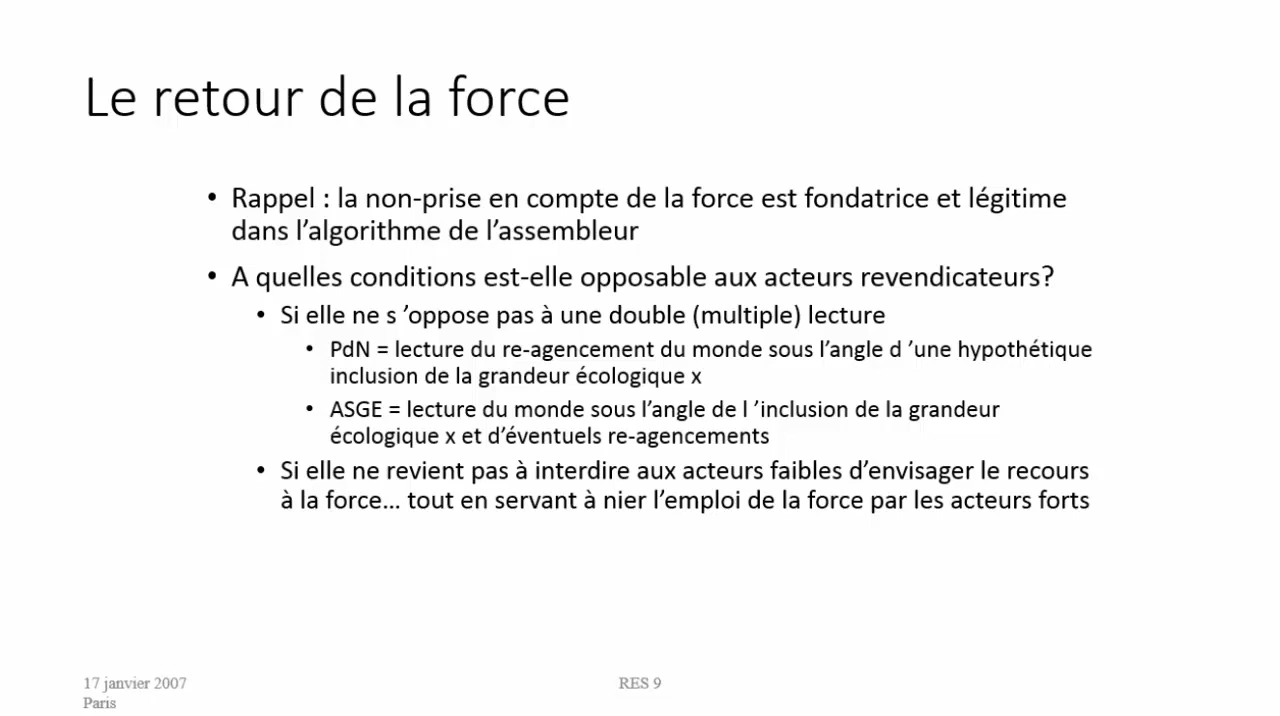 Le retour de la force
• Rappel : la non-prise en compte de la force est fondatrice et légitime
dans l’algorithme de l’assembleur
• A quelles conditions est-elle opposable aux acteurs revendicateurs?
• Si elle ne s ’oppose pas à une double (multiple) lecture
• PdN = lecture du re-agencement du monde sous l’angle d ’une hypothétique
inclusion de la grandeur écologique x
• ASGE = lecture du monde sous l’angle de l ’inclusion de la grandeur
écologique x et d’éventuels re-agencements
• Si elle ne revient pas à interdire aux acteurs faibles d’envisager le recours
à la force… tout en servant à nier l’emploi de la force par les acteurs forts
17 janvier 2007
Paris
RES 9